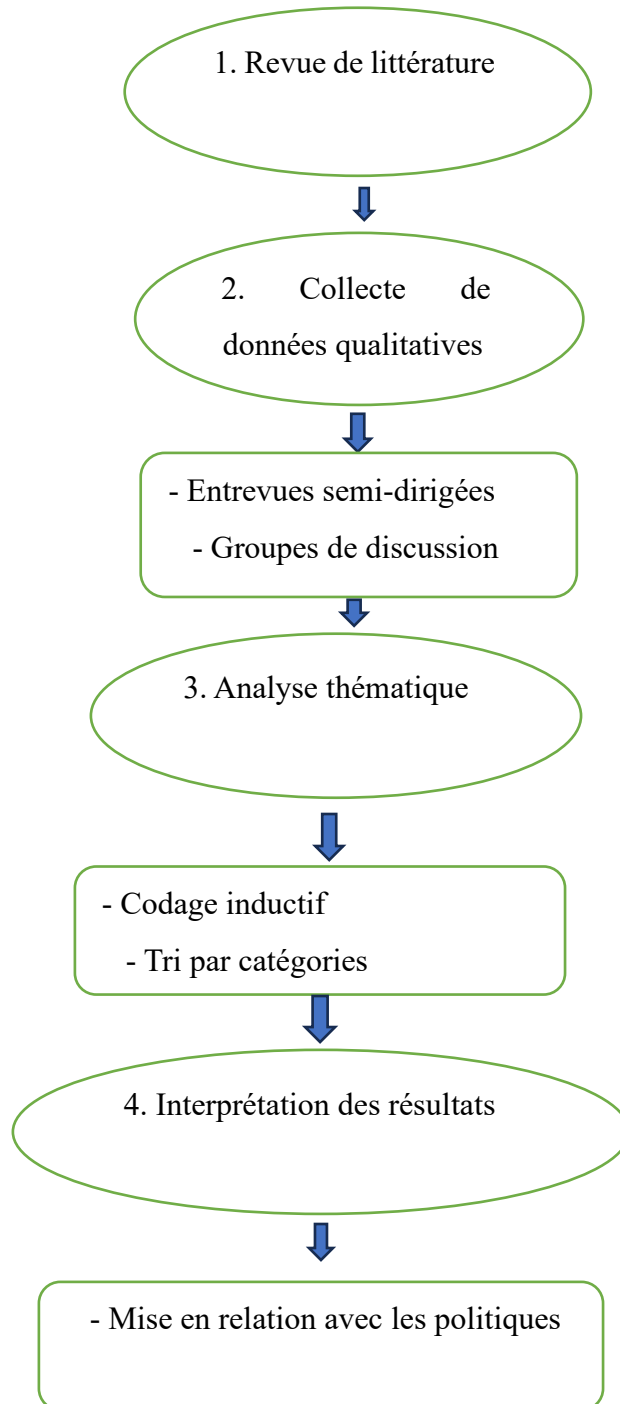 1. Revue de littérature
2. Collecte de
données qualitatives
- Entrevues semi-dirigées
- Groupes de discussion
3. Analyse thématique
- Codage inductif
- Tri par catégories
4. Interprétation des résultats
- Mise en relation avec les politiques